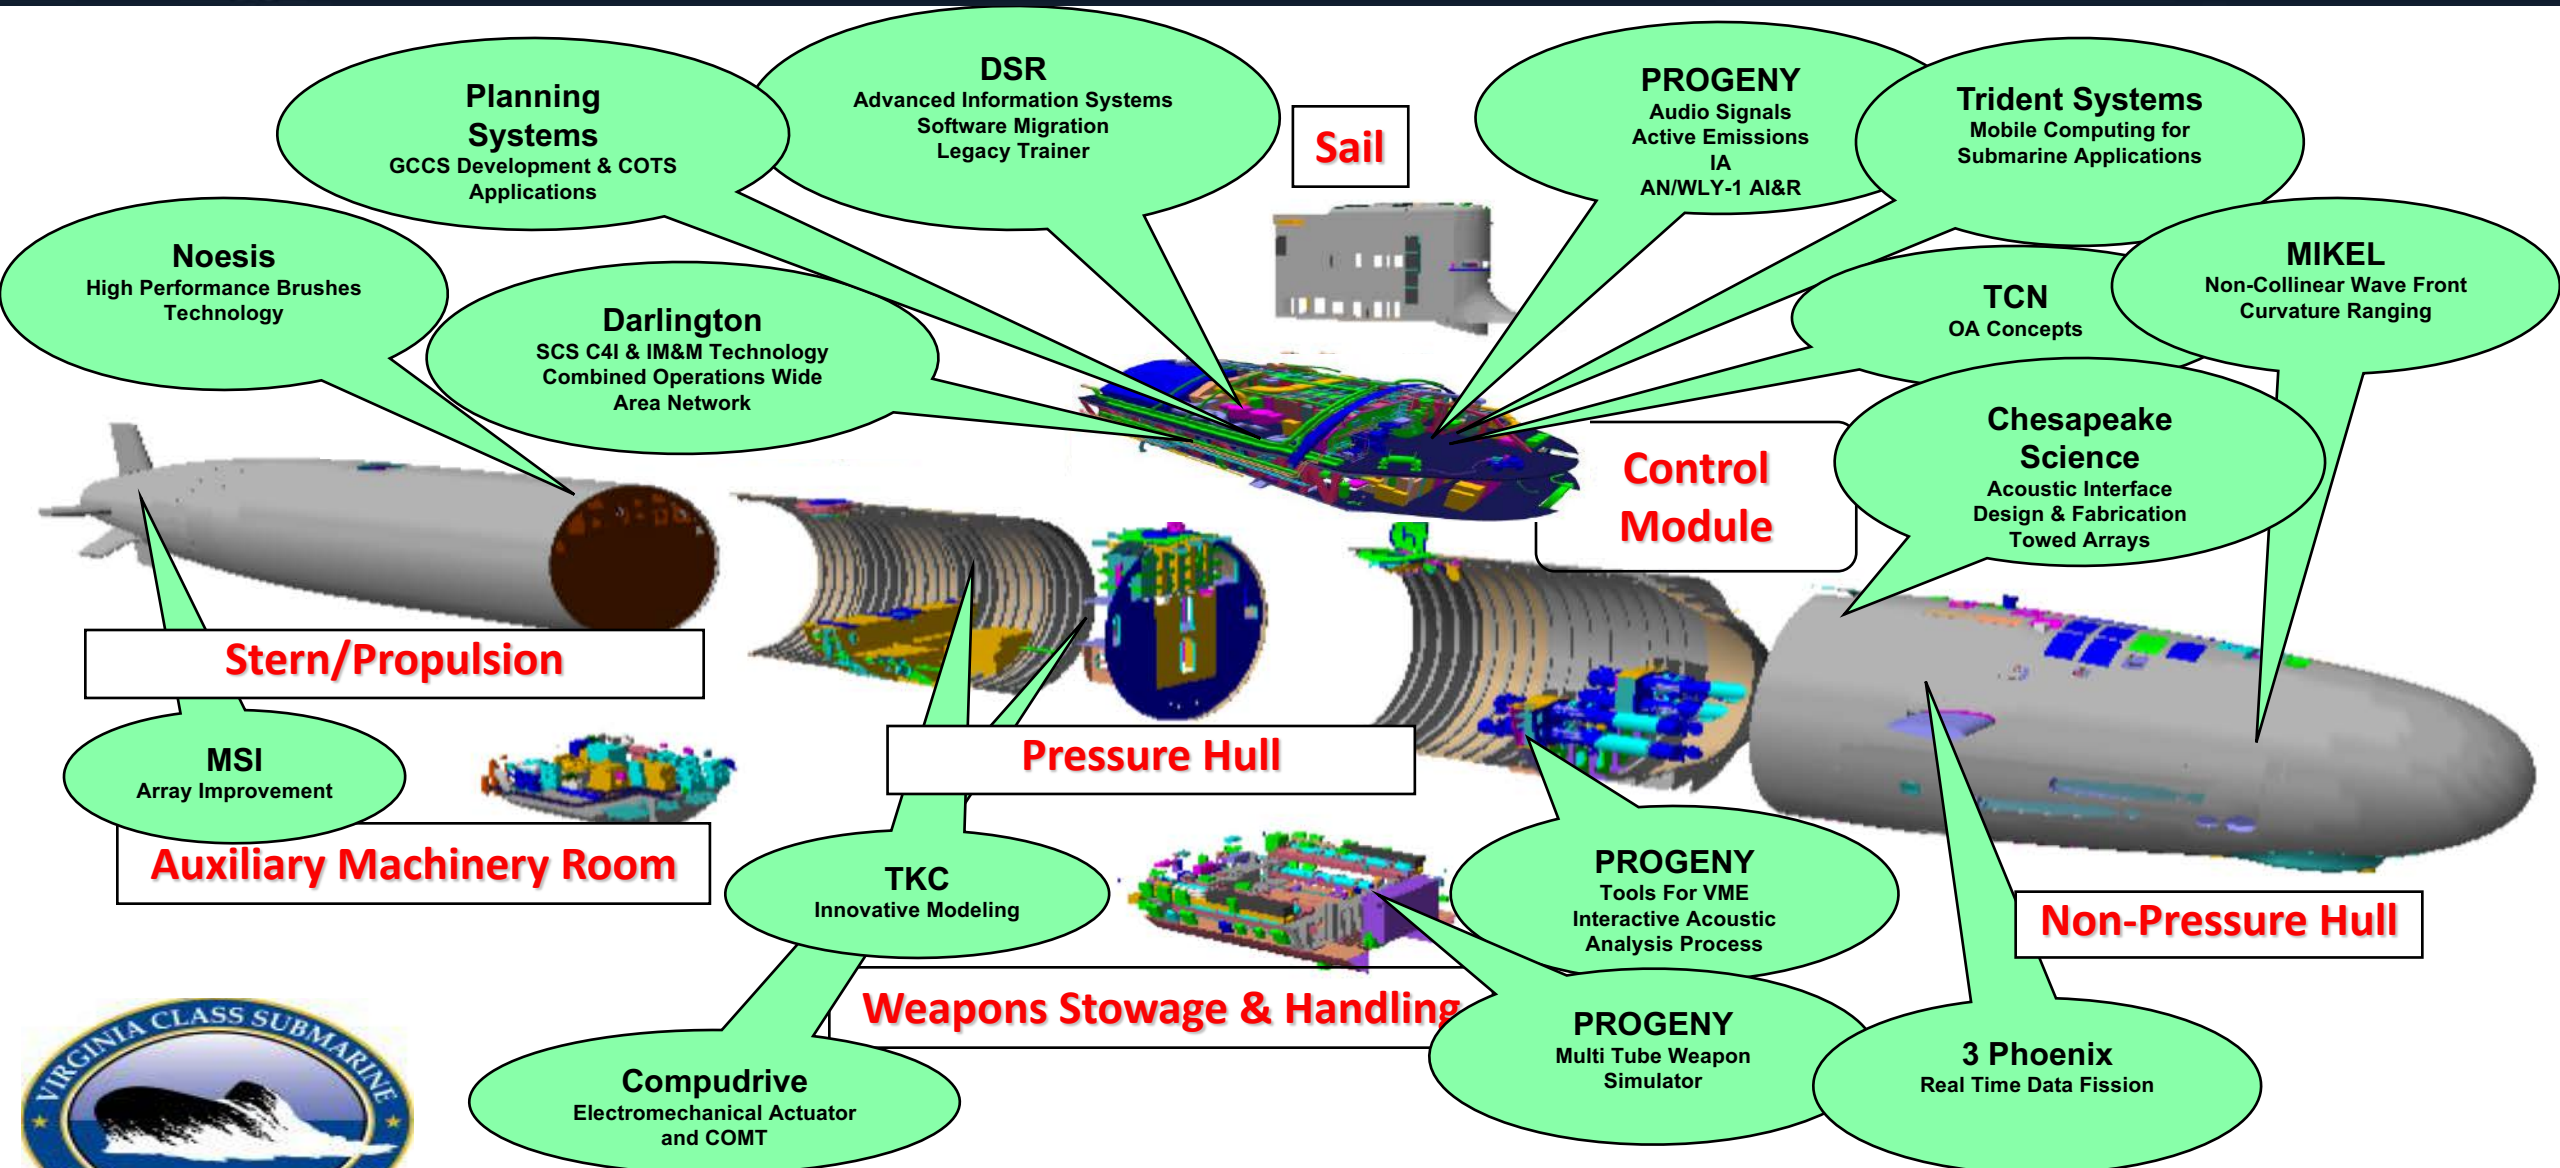 Planning
Systems
GCCS Development & COTS
Applications
DSR
Advanced Information Systems
Software Migration
Legacy Trainer
Sail
PROGENY
Audio Signals
Active Emissions
IA
AN/WLY-1 AI&R
Trident Systems
Mobile Computing for
Submarine Applications
Noesis
High Performance Brushes
Technology
Darlington
SCS C4I & IM&M Technology
Combined Operations Wide
Area Network
TCN
OA Concepts
MIKEL
Non-Collinear Wave Front
Curvature Ranging
Control
Module
Chesapeake
Science
Acoustic Interface
Design & Fabrication
Towed Arrays
Stern/Propulsion
MSI
Array Improvement
Pressure Hull
Auxiliary Machinery Room
TKC
Innovative Modeling
PROGENY
Tools For VME
Interactive Acoustic
Analysis Process
Non-Pressure Hull
Weapons Stowage & Handling
PROGENY
Multi Tube Weapon
Simulator
3 Phoenix
Real Time Data Fission
Compudrive
Electromechanical Actuator
and COMT
VIRGINIA CLASS SUBMARINE